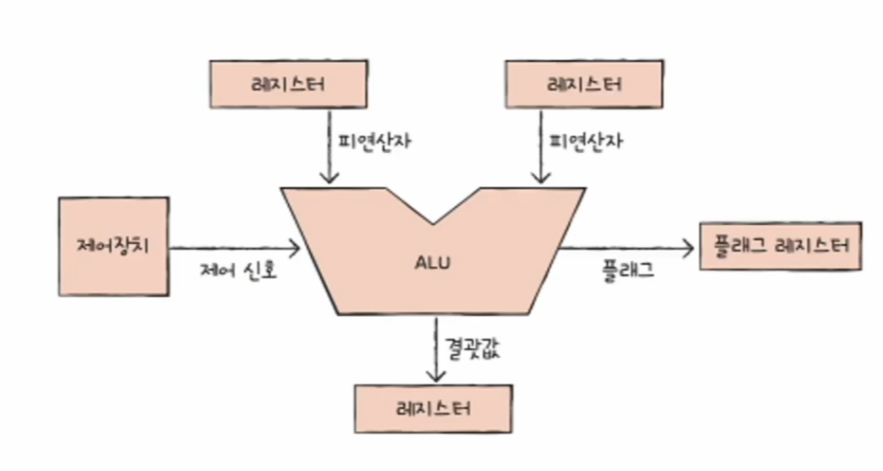 레지스터
레지스터
피연산자
피연산자
제어장치
제어 신호
ALU
플래그
플래그 레지스터
결괏값
레지스터